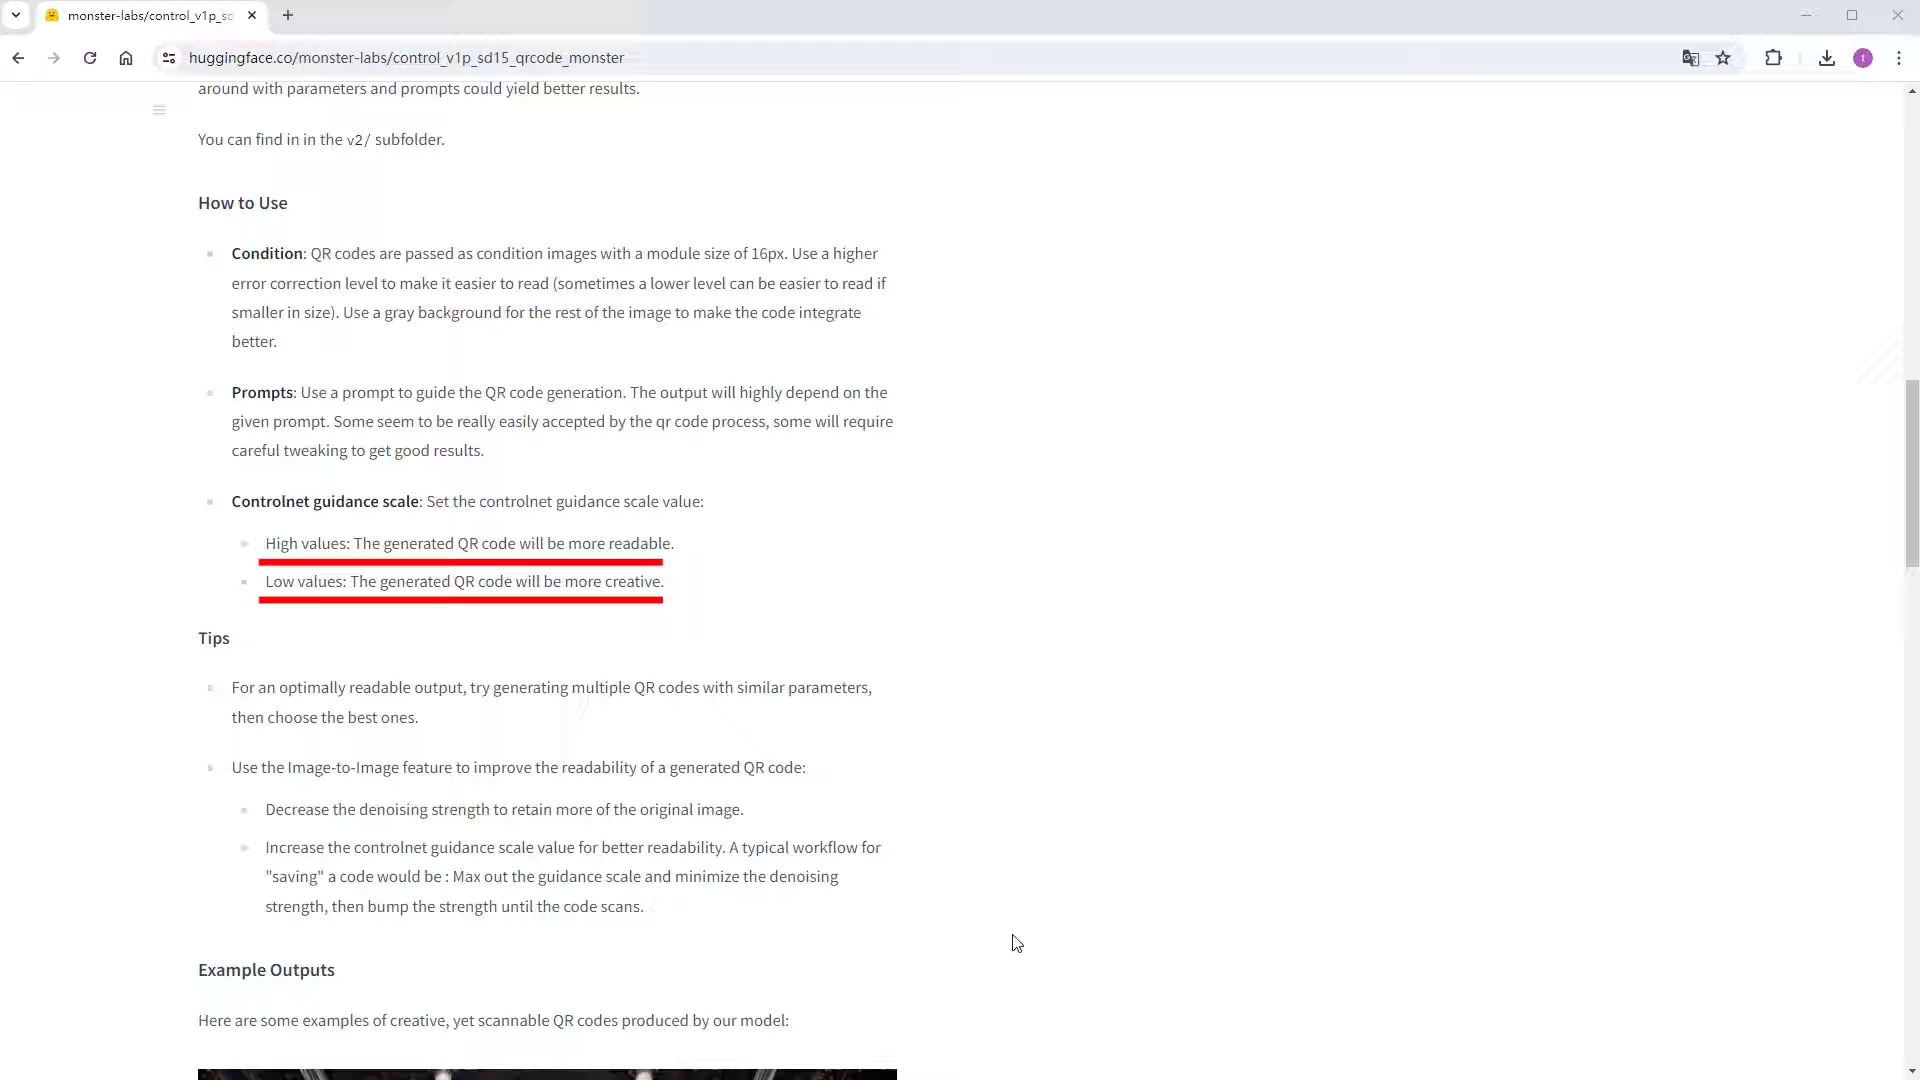 monster-labs/control_v1p_sd
huggingface.co/monster-labs/control_v1p_sd15_qrcode_monster
t
around with parameters and prompts could yield better results.
You can find in in the v2/ subfolder.
How to Use
Condition: QR codes are passed as condition images with a module size of 16px. Use a higher
error correction level to make it easier to read (sometimes a lower level can be easier to read if
smaller in size). Use a gray background for the rest of the image to make the code integrate
better.
Prompts: Use a prompt to guide the QR code generation. The output will highly depend on the
given prompt. Some seem to be really easily accepted by the qr code process, some will require
careful tweaking to get good results.
Controlnet guidance scale: Set the controlnet guidance scale value:
High values: The generated QR code will be more readable.
Low values: The generated QR code will be more creative.
Tips
For an optimally readable output, try generating multiple QR codes with similar parameters,
then choose the best ones.
Use the Image-to-Image feature to improve the readability of a generated QR code:
Decrease the denoising strength to retain more of the original image.
Increase the controlnet guidance scale value for better readability. A typical workflow for
"saving" a code would be : Max out the guidance scale and minimize the denoising
strength, then bump the strength until the code scans.
Example Outputs
Here are some examples of creative, yet scannable QR codes produced by our model: